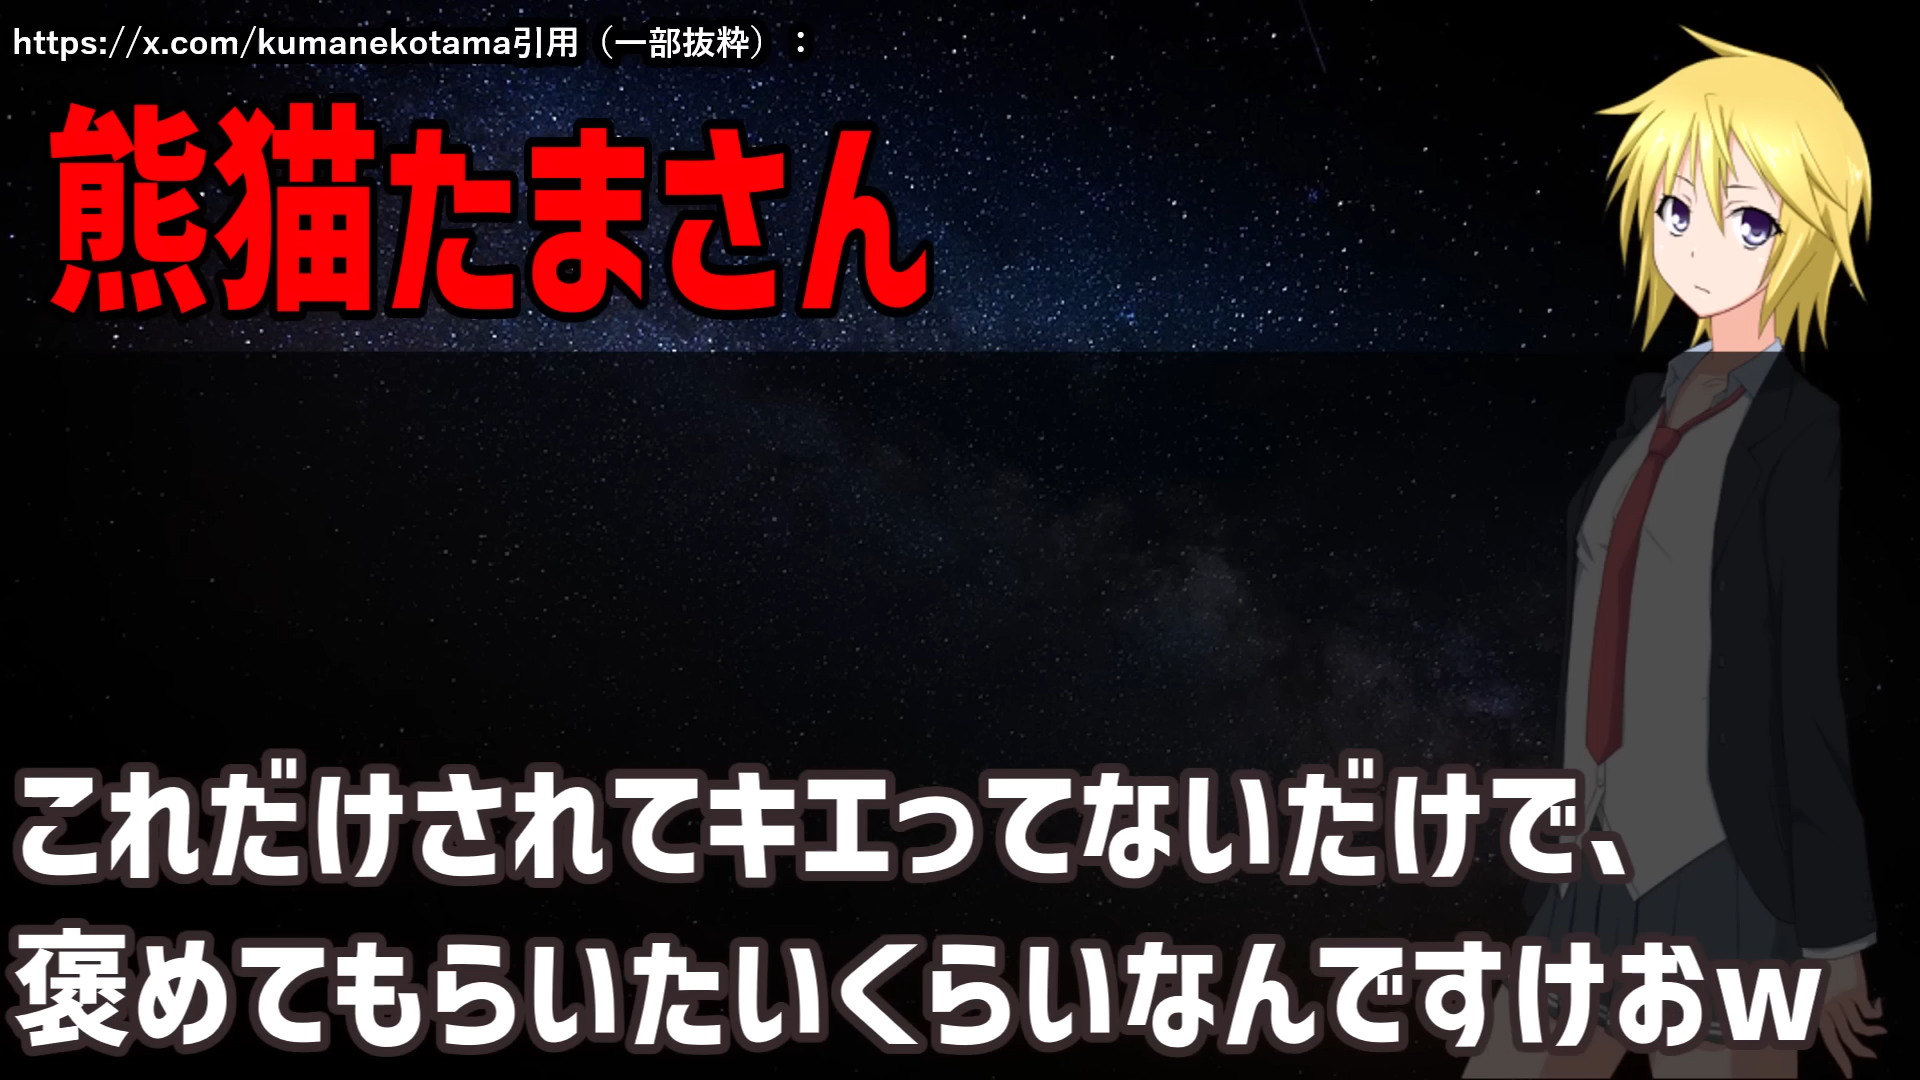 https://x.com/kumanekotama引用（一部抜粋）：
熊猫たまさん
これだけされてキエってないだけで、
褒めてもらいたいくらいなんですけおw